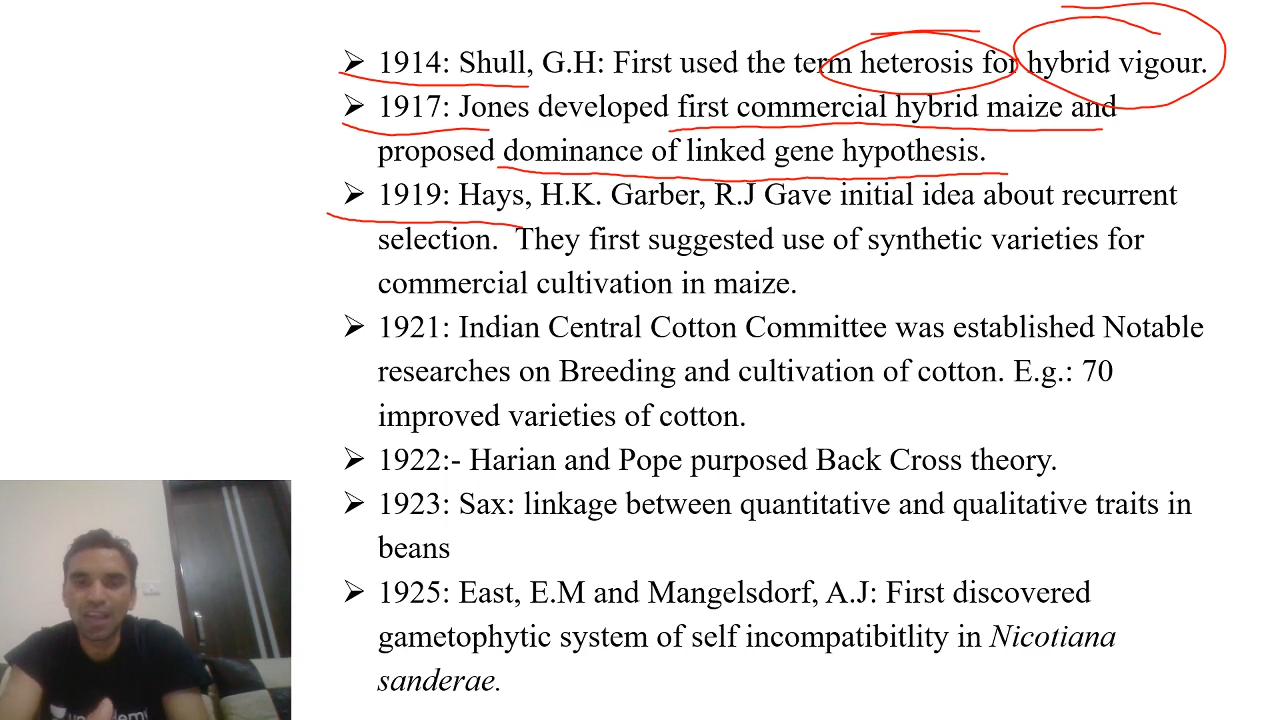 ➢ 1914: Shull, G.H: First used the term heterosis for hybrid vigour.
➢ 1917: Jones developed first commercial hybrid maize and
proposed dominance of linked gene hypothesis.
➢ 1919: Hays, H.K. Garber, R.J Gave initial idea about recurrent
selection.  They first suggested use of synthetic varieties for
commercial cultivation in maize.
➢ 1921: Indian Central Cotton Committee was established Notable
researches on Breeding and cultivation of cotton. E.g.: 70
improved varieties of cotton.
➢ 1922:- Harian and Pope purposed Back Cross theory.
➢ 1923: Sax: linkage between quantitative and qualitative traits in
beans
➢ 1925: East, E.M and Mangelsdorf, A.J: First discovered
gametophytic system of self incompatibitlity in Nicotiana
sanderae.